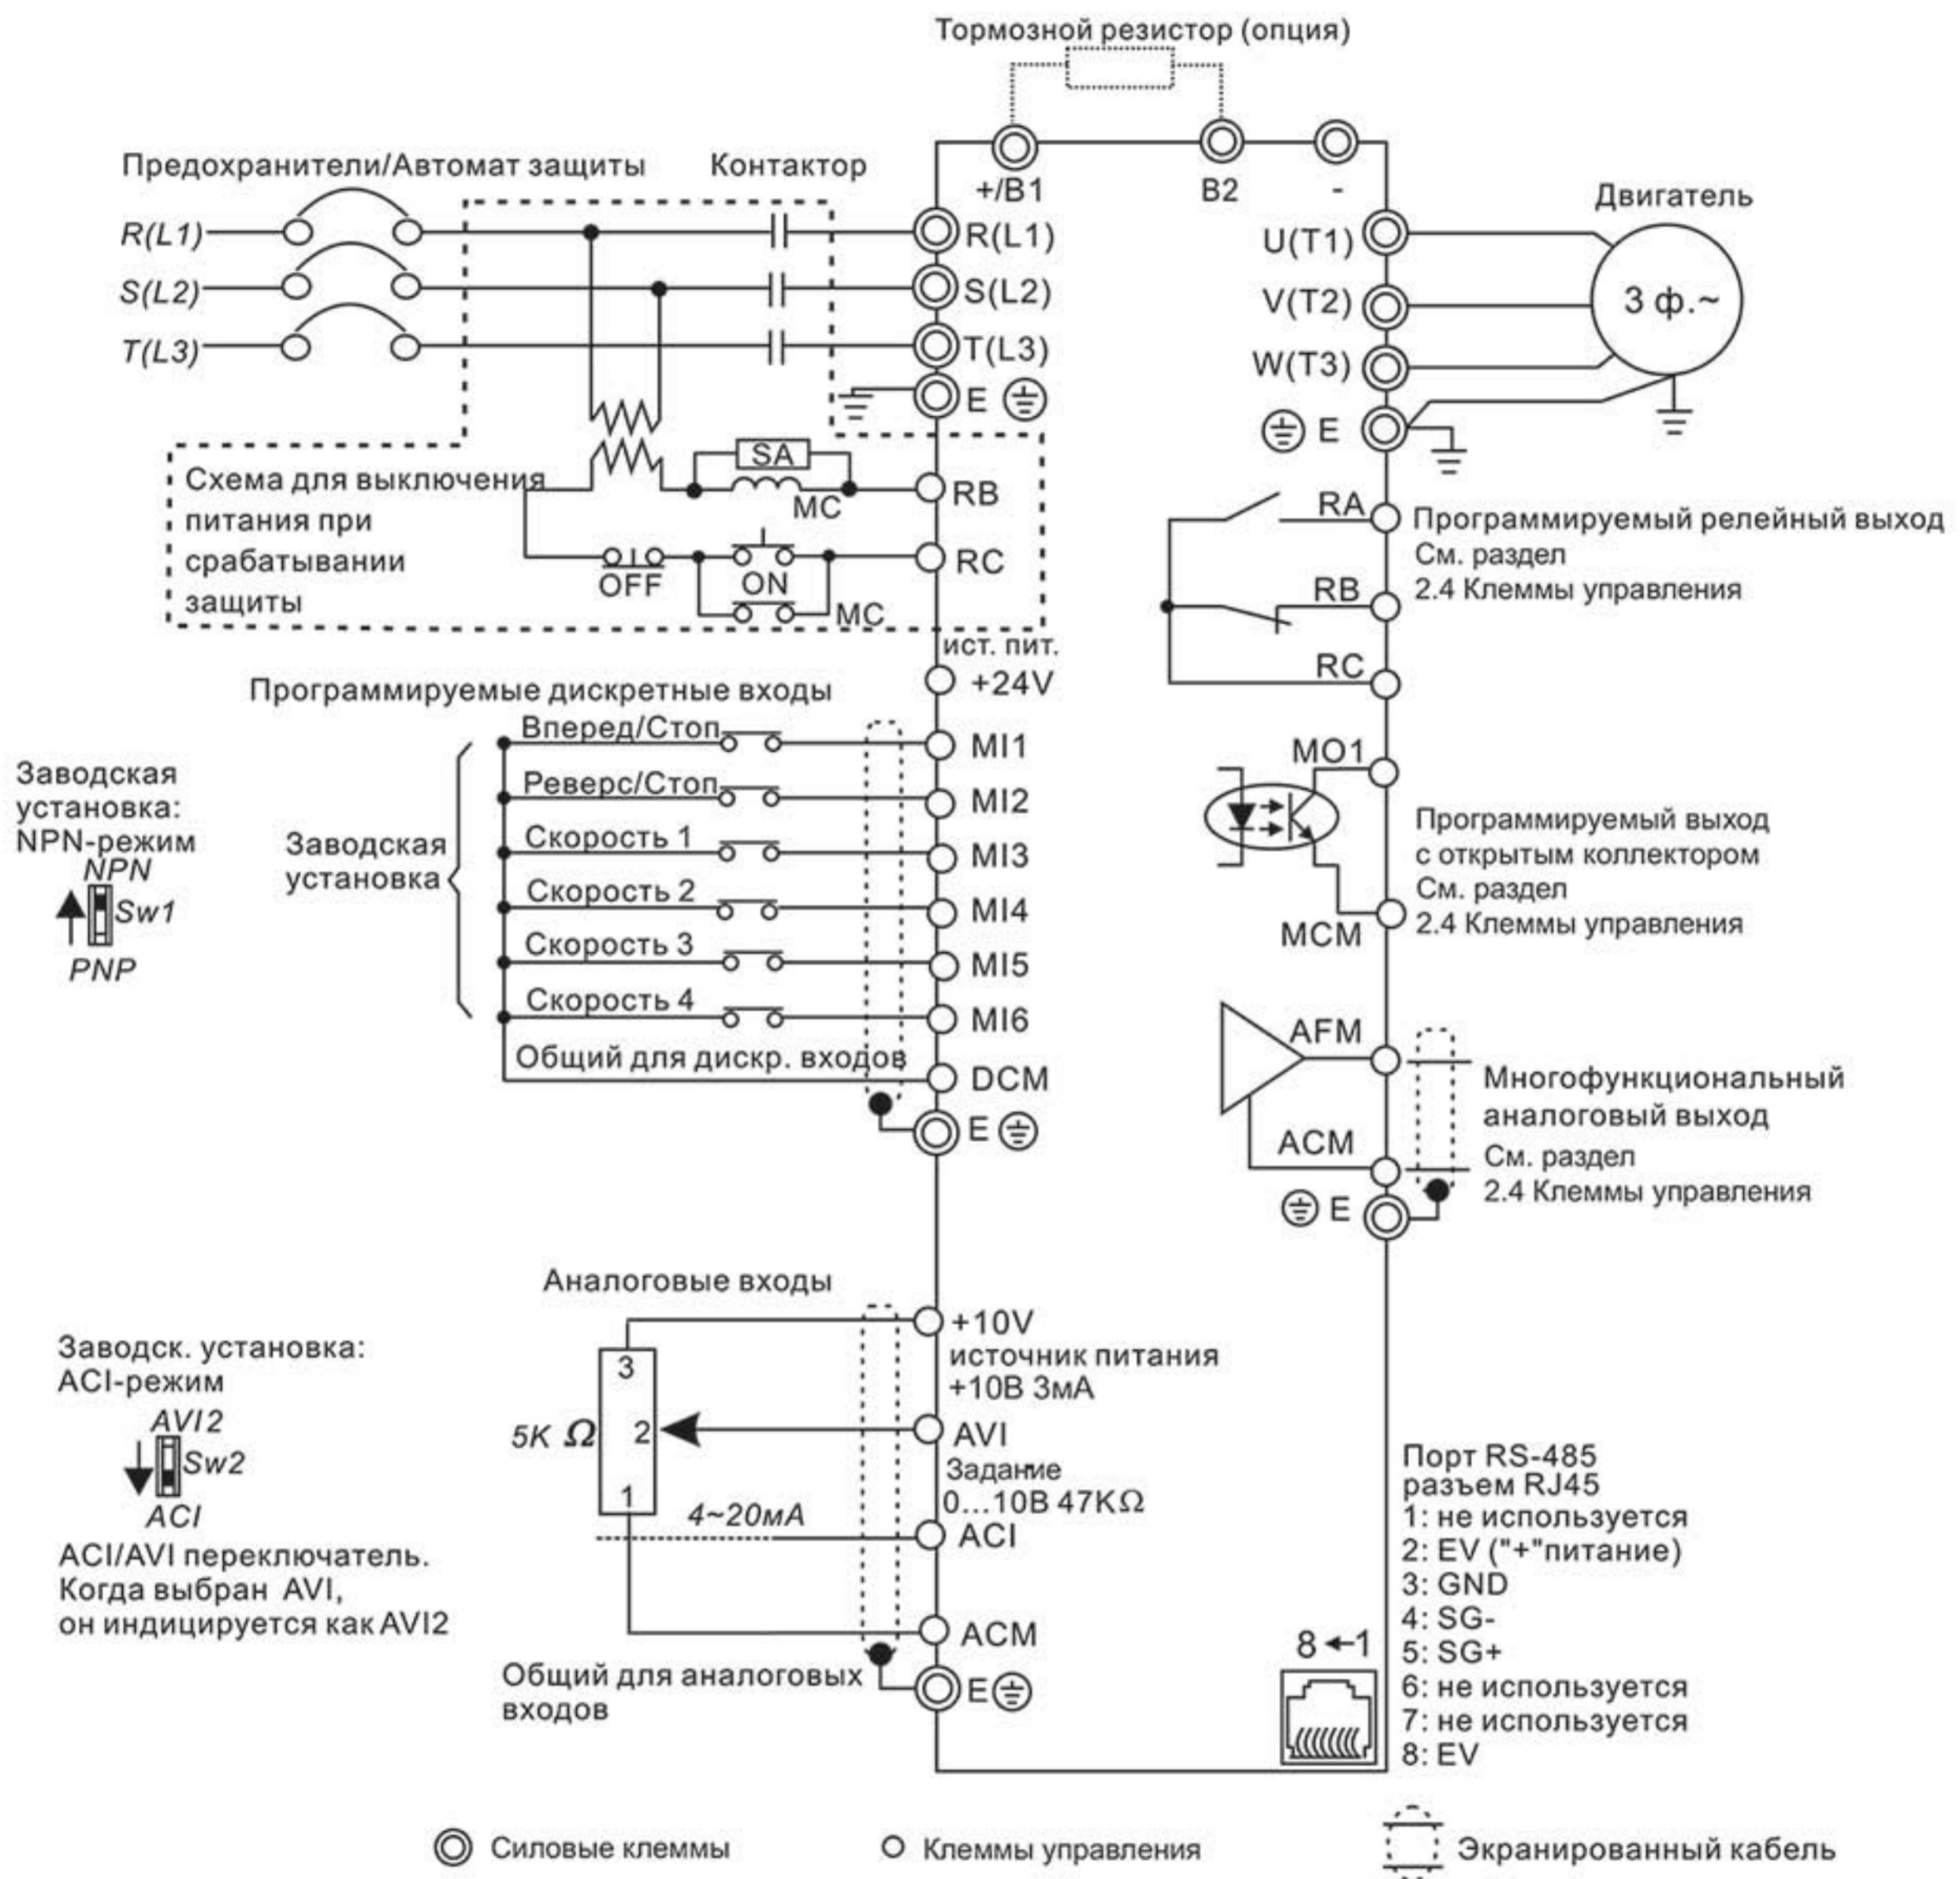 Тормозной резистор (опция)
Предохранители/Автомат защиты
Контактор
+/B1
B2
-
Двигатель
R(L1)
R(L1)
U(T1)
S(L2)
S(L2)
V(T2)
3 ф.~
T(L3)
T(L3)
W(T3)
E
E
Схема для выключения
питания при
срабатывании
защиты
SA
MC
RB
RC
OFF
ON
MC
RA
Программируемый релейный выход
См. раздел
2.4 Клеммы управления
RB
RC
ист. пит.
+24V
Программируемые дискретные входы
Вперед/Стоп
MI1
Реверс/Стоп
MI2
Скорость 1
MI3
Скорость 2
MI4
Скорость 3
MI5
Скорость 4
MI6
Общий для дискр. входов
DCM
E
Заводская
установка:
NPN-режим
NPN
Sw1
PNP
Заводская
установка
MO1
Программируемый выход
с открытым коллектором
См. раздел
2.4 Клеммы управления
MCM
AFM
Многофункциональный
аналоговый выход
ACM
См. раздел
2.4 Клеммы управления
E
Аналоговые входы
+10V
источник питания
+10В 3мА
3
5K Ω
2
AVI
Задание
0...10В 47KΩ
1
4~20мА
ACI
ACM
Общий для аналоговых
входов
E
Заводск. установка:
ACI-режим
AVI2
Sw2
ACI
ACI/AVI переключатель.
Когда выбран AVI,
он индицируется как AVI2
Порт RS-485
разъем RJ45
1: не используется
2: EV ("+"питание)
3: GND
4: SG-
5: SG+
6: не используется
7: не используется
8: EV
8←1
Силовые клеммы
Клеммы управления
Экранированный кабель